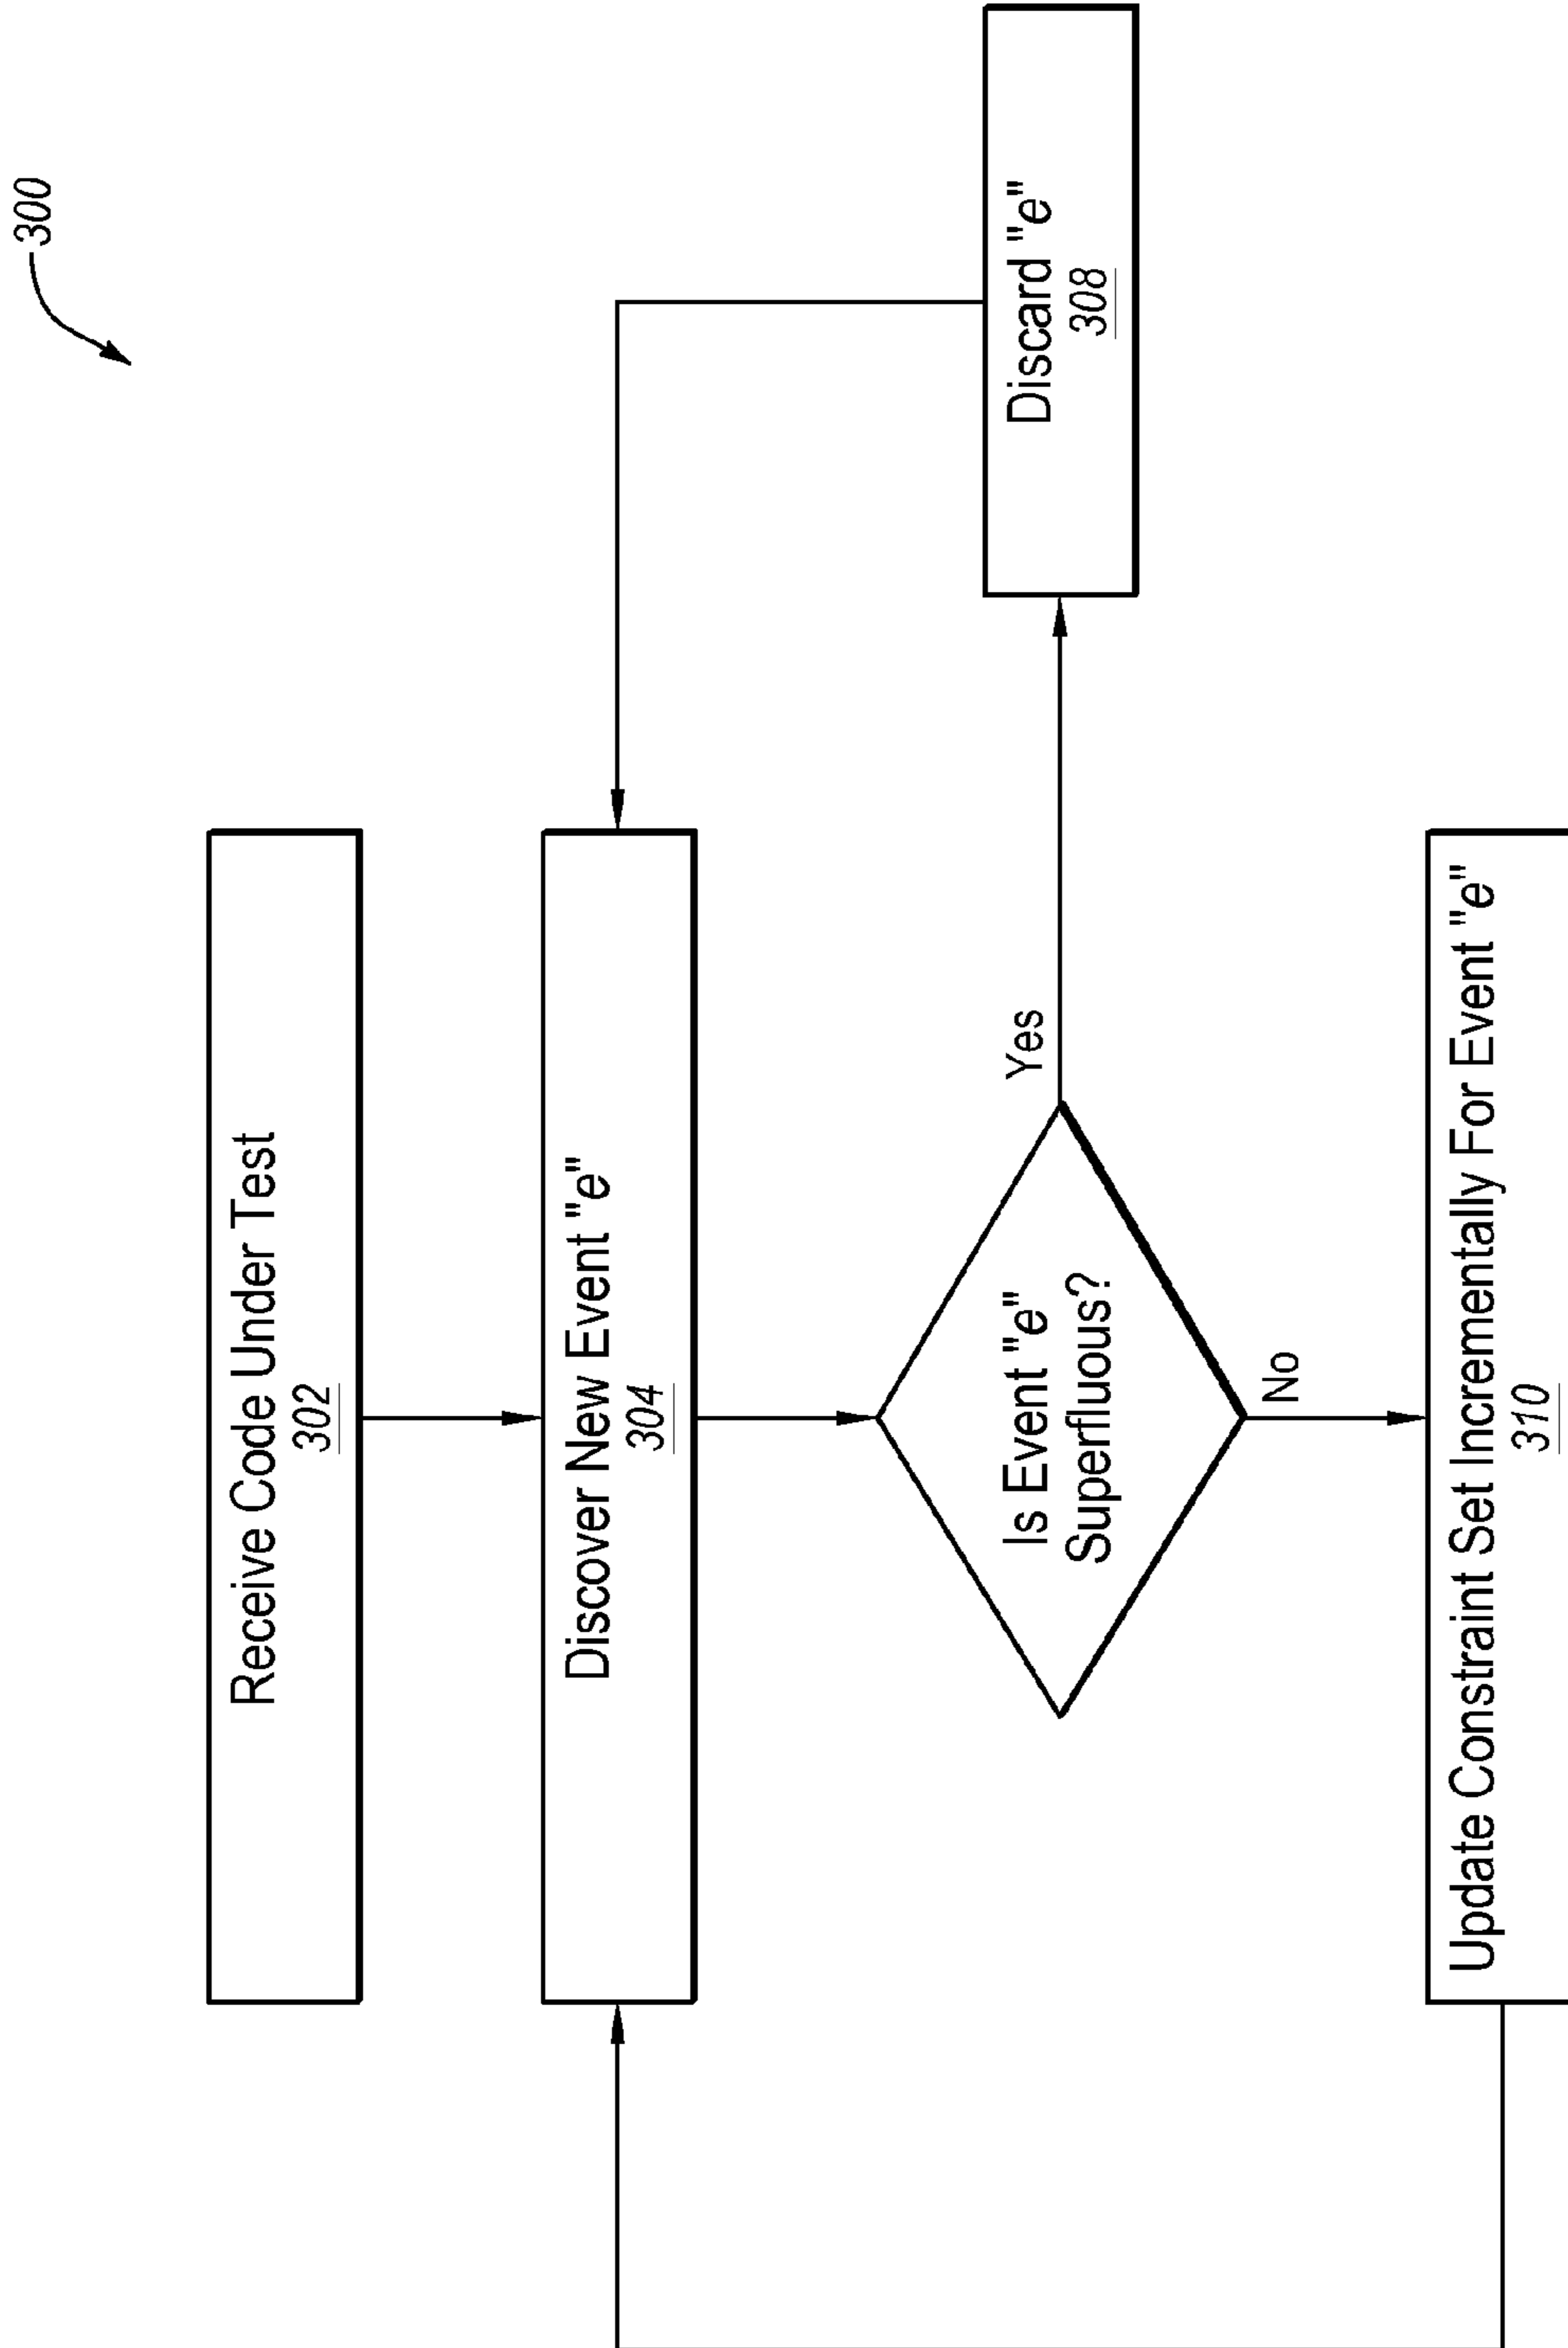 300
Receive Code Under Test
302
Discover New Event "e"
304
Is Event "e"
Superfluous?
Yes
Discard "e"
308
No
Update Constraint Set Incrementally For Event "e"
310